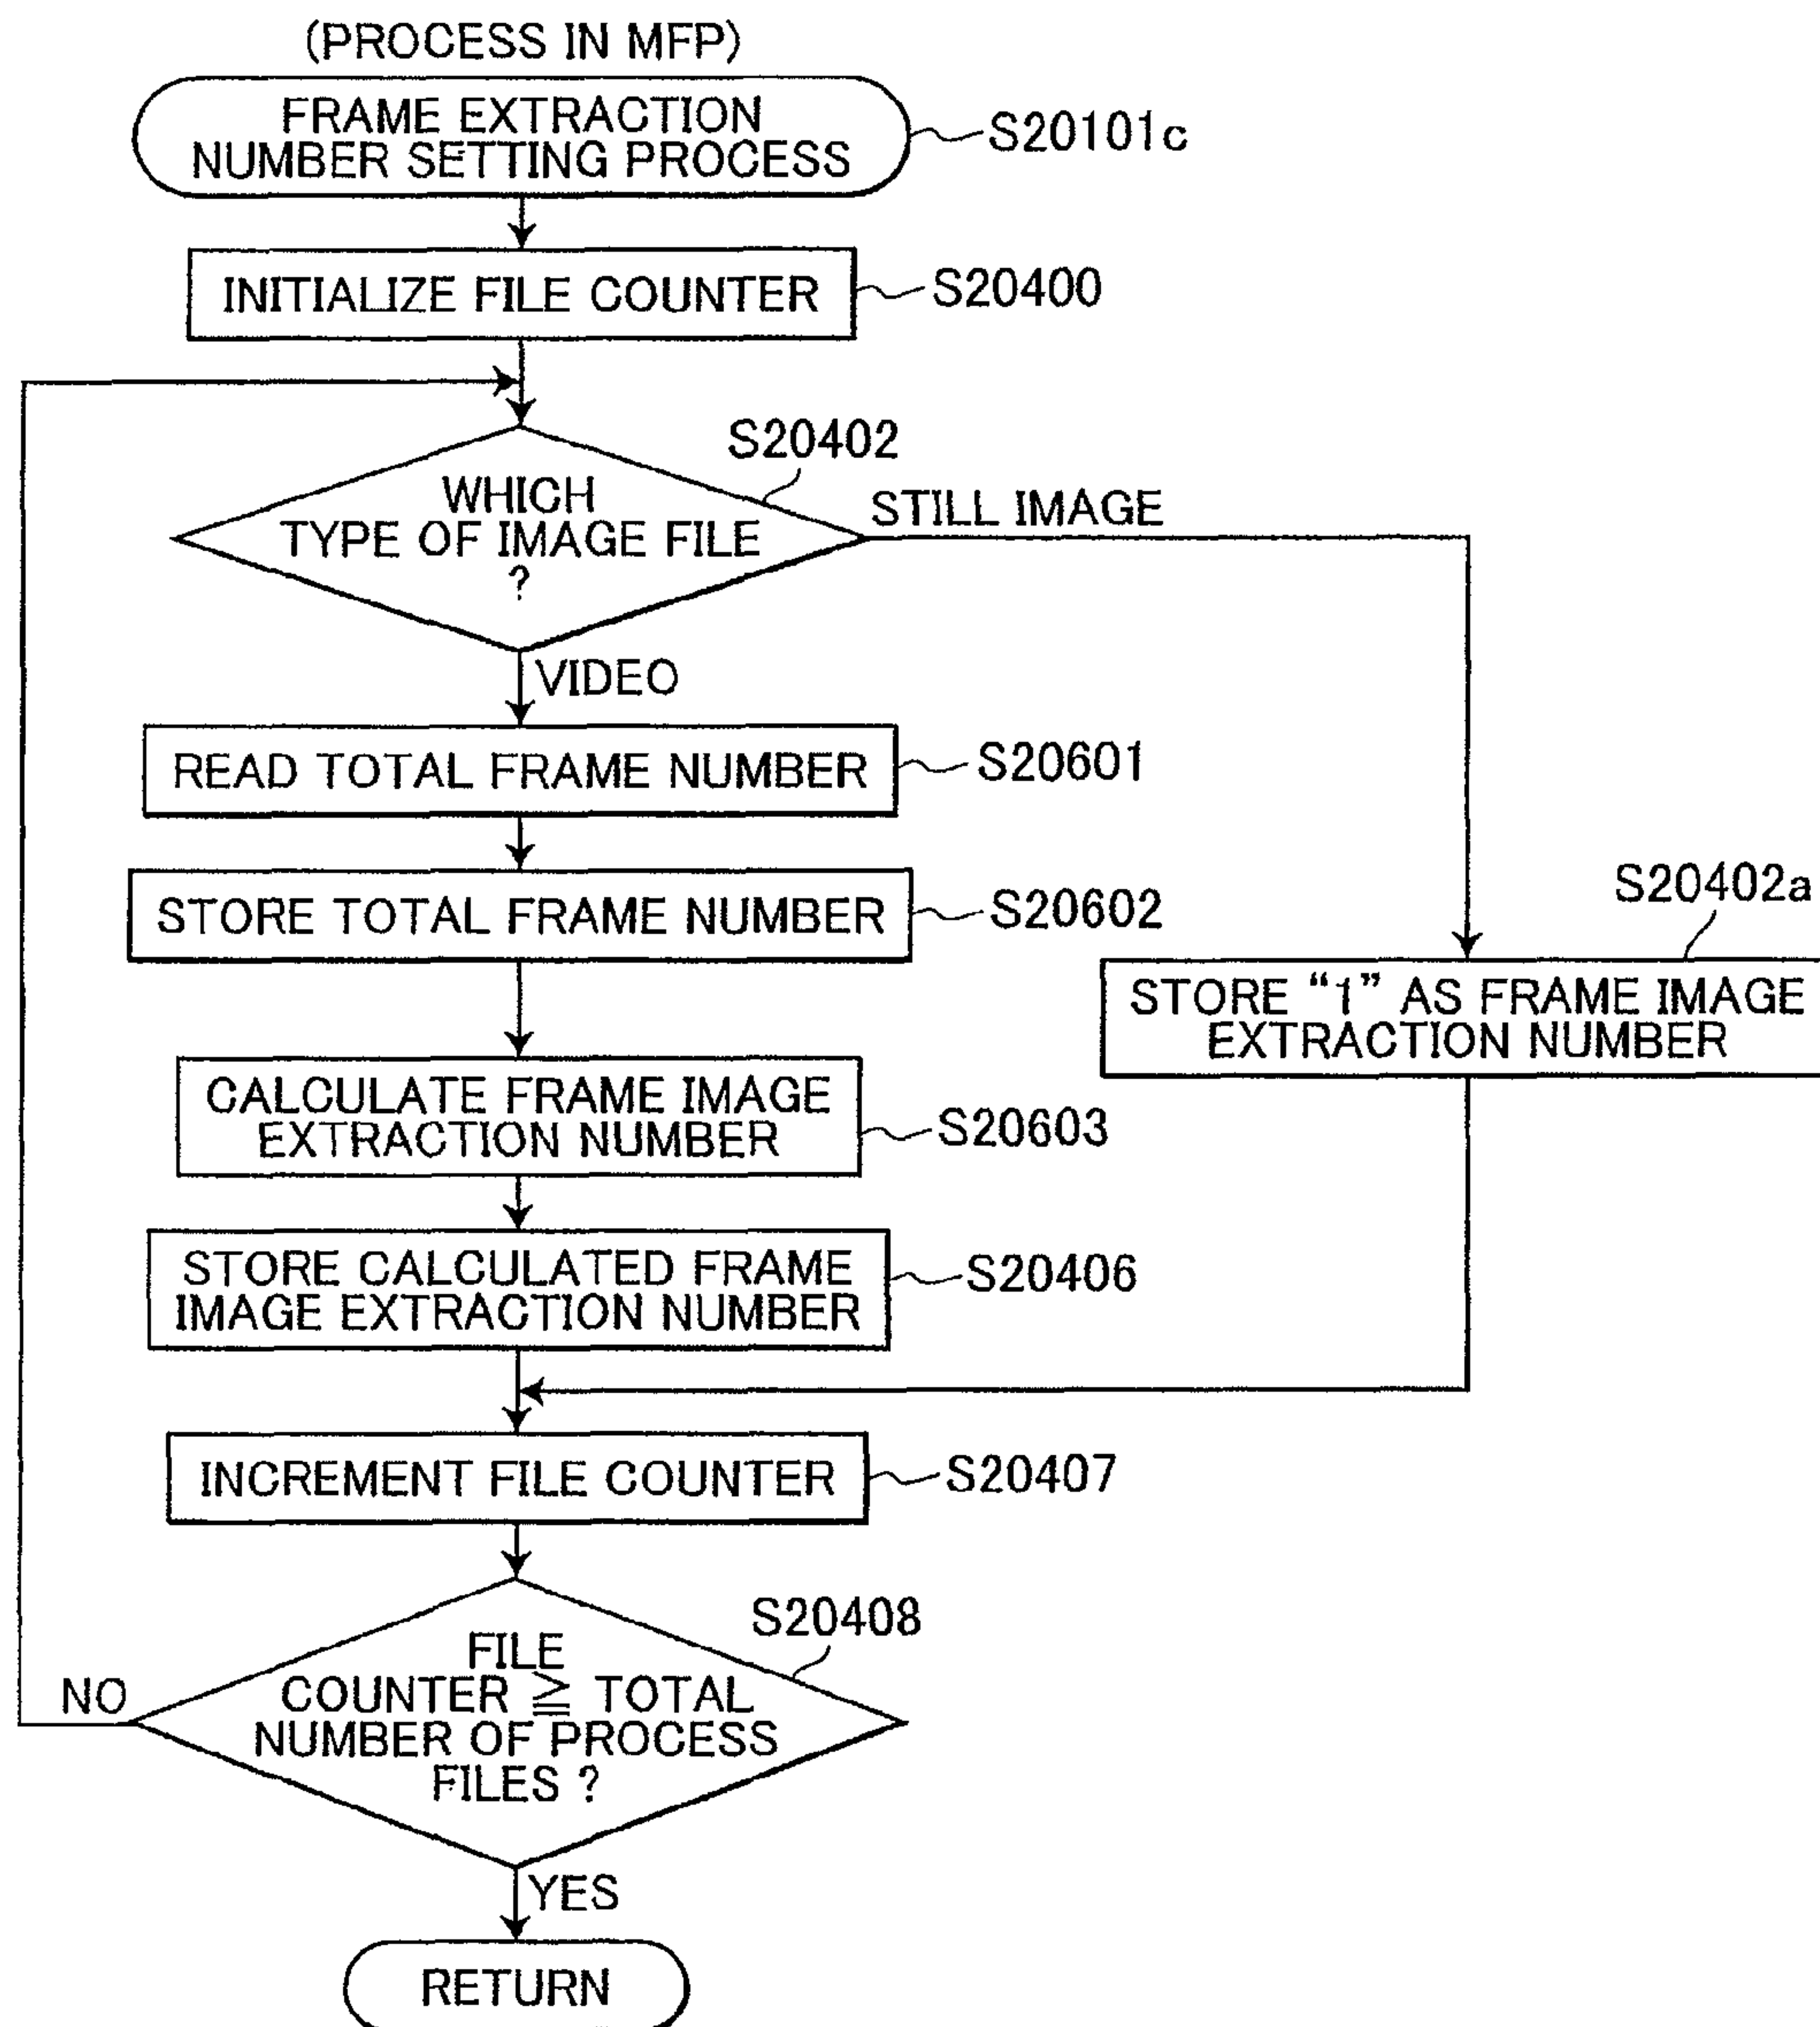 (PROCESS IN MFP)
FRAME EXTRACTION
NUMBER SETTING PROCESS
S20101c
INITIALIZE FILE COUNTER
S20400
S20402
WHICH
TYPE OF IMAGE FILE
?
STILL IMAGE
VIDEO
READ TOTAL FRAME NUMBER
S20601
STORE TOTAL FRAME NUMBER
S20602
S20402a
STORE “1” AS FRAME IMAGE
EXTRACTION NUMBER
CALCULATE FRAME IMAGE
EXTRACTION NUMBER
S20603
STORE CALCULATED FRAME
IMAGE EXTRACTION NUMBER
S20406
INCREMENT FILE COUNTER
S20407
S20408
FILE
COUNTER ≧ TOTAL
NUMBER OF PROCESS
FILES ?
NO
YES
RETURN